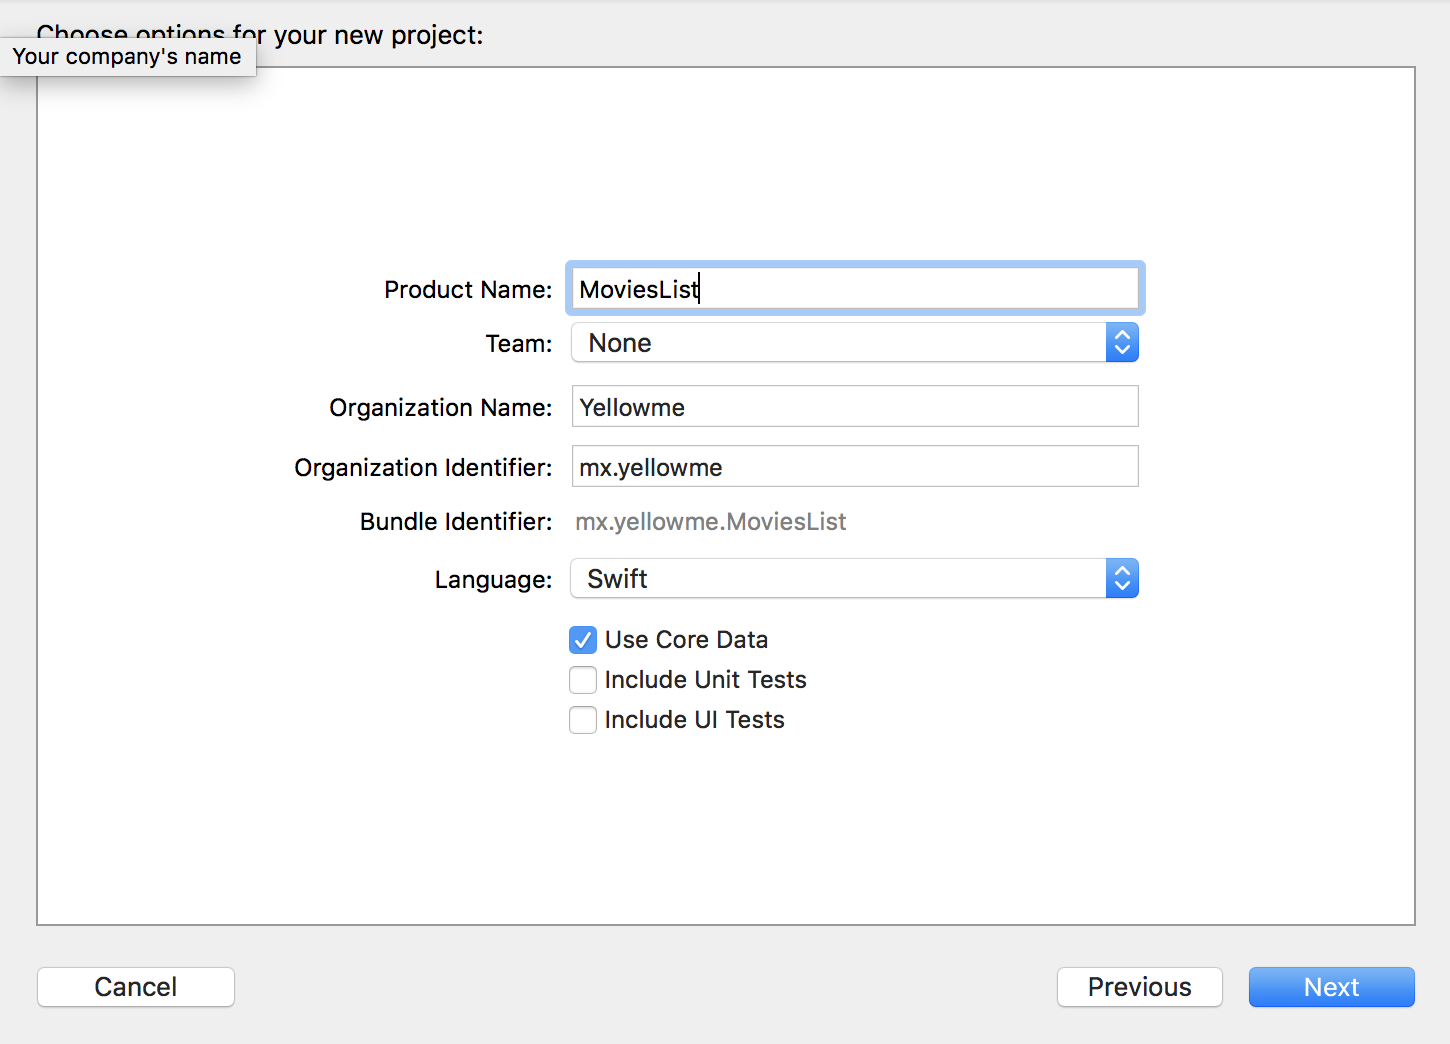 Choose options for your new project:
Your company's name
Product Name: MoviesList
Team: None
Organization Name: Yellowme
Organization Identifier: mx.yellowme
Bundle Identifier: mx.yellowme.MoviesList
Language: Swift
Use Core Data
Include Unit Tests
Include UI Tests
Cancel
Previous
Next